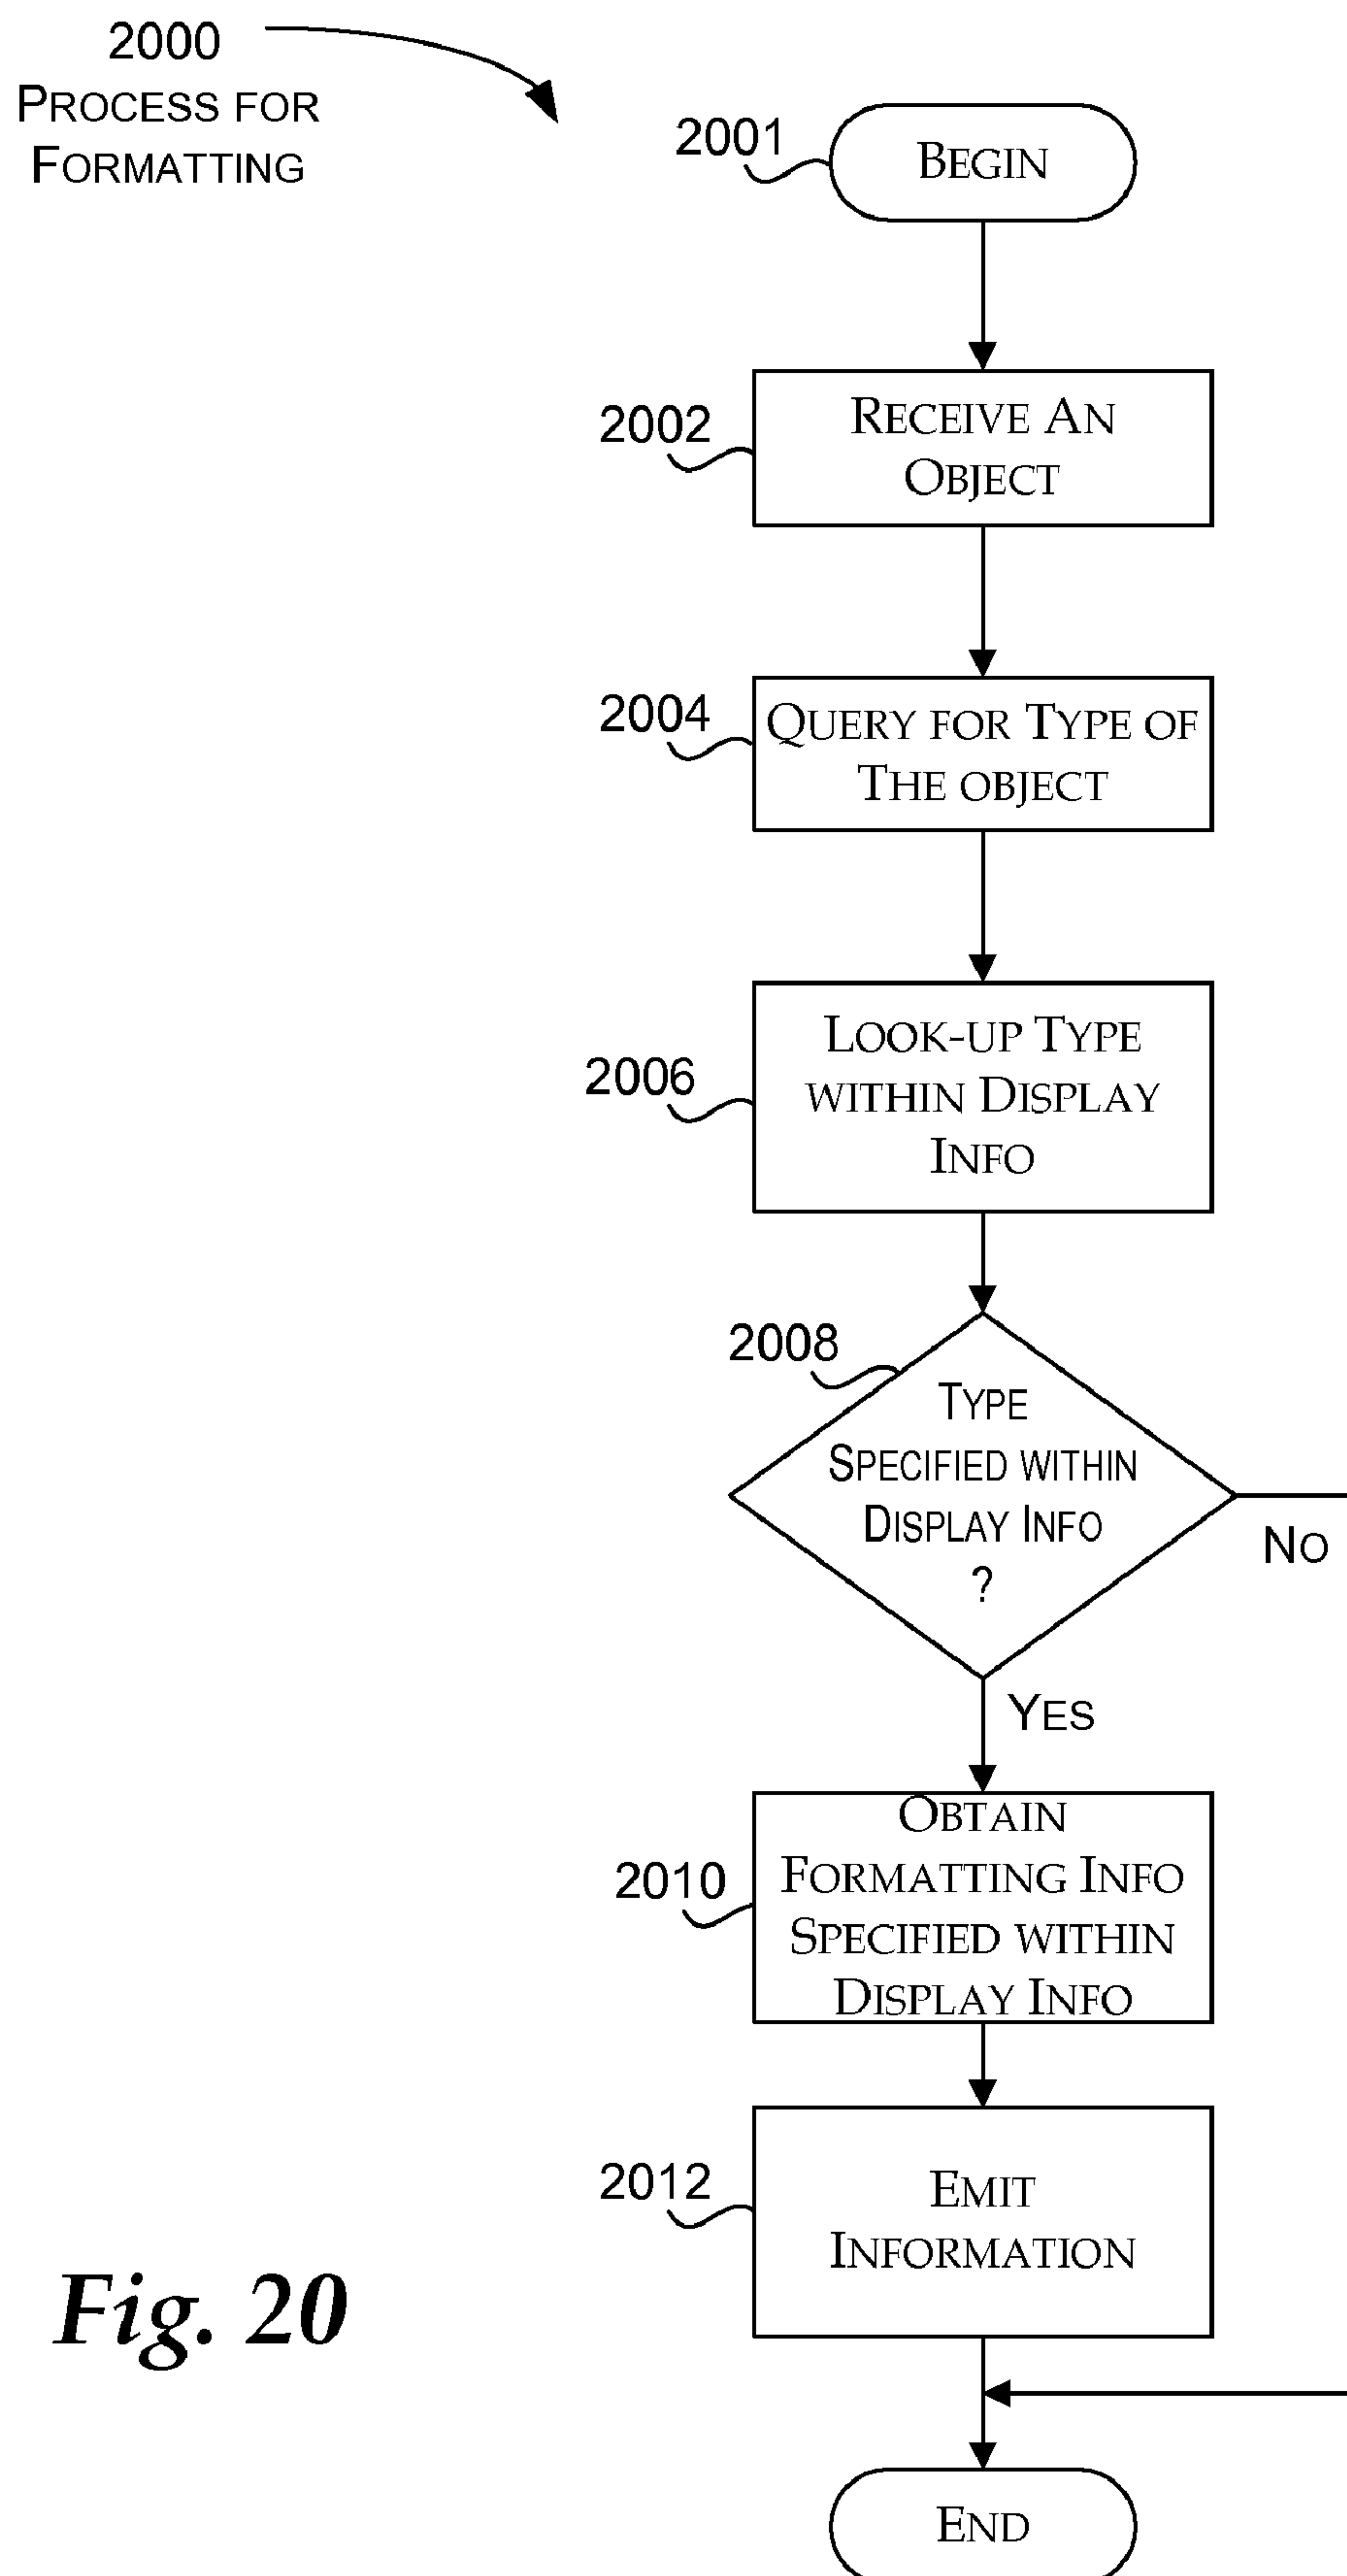 2000
PROCESS FOR
FORMATTING
2001
BEGIN
2002
RECEIVE AN
OBJECT
2004
QUERY FOR TYPE OF
THE OBJECT
2006
LOOK-UP TYPE
WITHIN DISPLAY
INFO
2008
TYPE
SPECIFIED WITHIN
DISPLAY INFO
?
NO
YES
2010
OBTAIN
FORMATTING INFO
SPECIFIED WITHIN
DISPLAY INFO
2012
EMIT
INFORMATION
Fig. 20
END